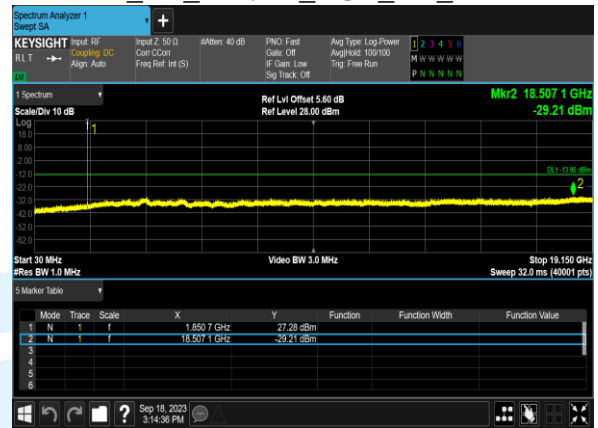 Spectrum Analyzer 1
Swept SA
+
KEYSIGHT Input: RF Input Z: 50 Ω #Atten: 40 dB PNO: Fast Avg Type: Log-Power 1 2 3 4 5 6
R L T Coupling: DC Corr CCorr Gate: Off Avg|Hold: 100/100 M W W W W W
Align: Auto Freq Ref: Int (S) IF Gain: Low Trig: Free Run
LV Sig Track: Off P N N N N N
1 Spectrum Ref Lvl Offset 5.60 dB Mkr2 18.507 1 GHz
Scale/Div 10 dB Ref Level 28.00 dBm -29.21 dBm
Log
18.0
8.00
-2.00
-12.0
-22.0
-32.0
-42.0
-52.0
-62.0
1
DL1 -13.00 dBm
2
Start 30 MHz Video BW 3.0 MHz Stop 19.150 GHz
#Res BW 1.0 MHz Sweep 32.0 ms (40001 pts)
5 Marker Table
Mode Trace Scale X Y Function Function Width Function Value
1 N 1 f 1.850 7 GHz 27.28 dBm
2 N 1 f 18.507 1 GHz -29.21 dBm
3
4
5
6
? Sep 18, 2023
3:14:36 PM